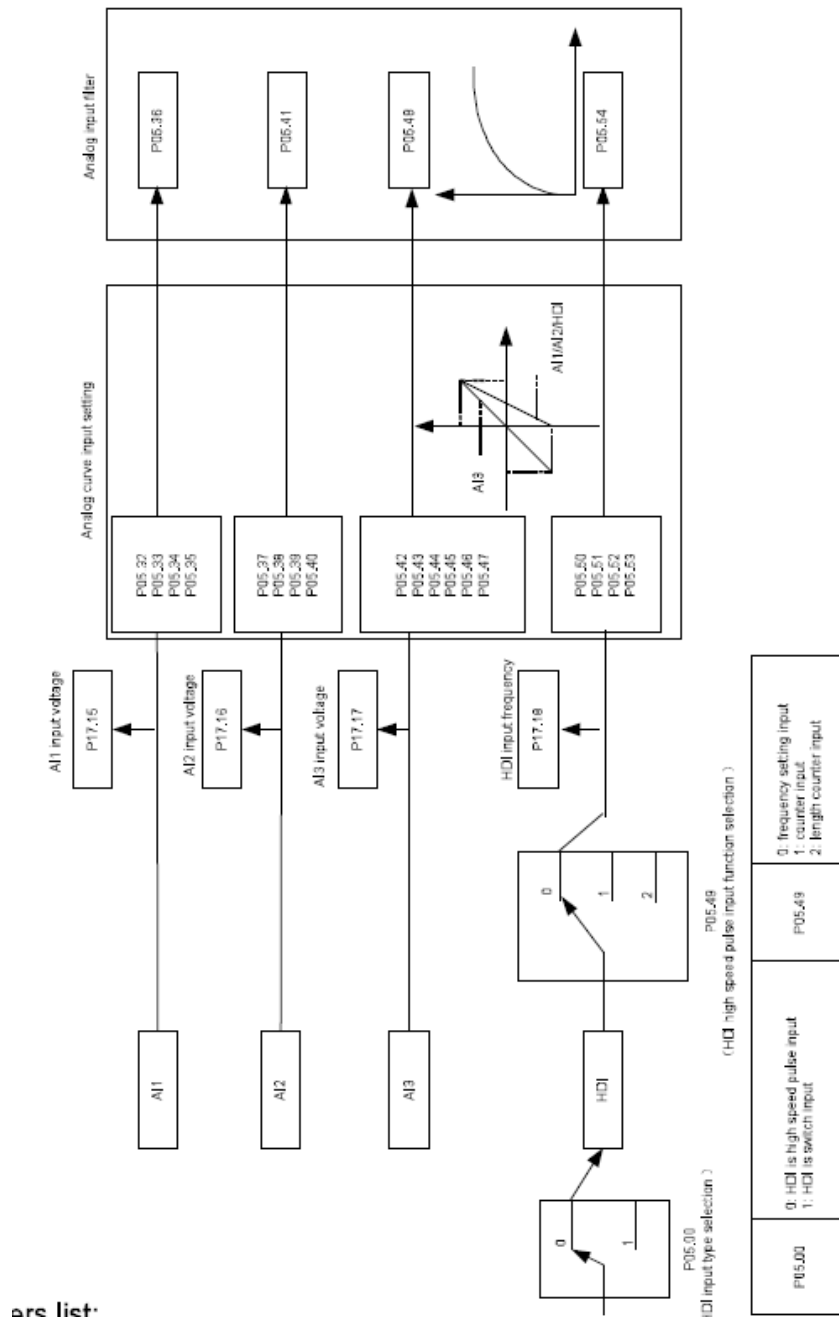 Analog input filter
P05.36
P05.41
P05.48
P05.54
Analog curve input setting
P05.32
P05.33
P05.34
P05.35
P05.37
P05.38
P05.39
P05.40
P05.42
P05.43
P05.44
P05.45
P05.46
P05.47
P05.50
P05.51
P05.52
P05.53
AI3
AI1/AI2/HDI
AI1 input voltage
P17.15
AI2 input voltage
P17.16
AI3 input voltage
P17.17
HDI input frequency
P17.18
AI1
AI2
AI3
HDI
0
1
2
P05.49
(HDI high speed pulse input function selection)
0
1
P05.00
HDI input type selection)
P05.00
0: HDI is high speed pulse input
1: HDI is switch input
P05.49
0: frequency setting input
1: counter input
2: length counter input
ers list: